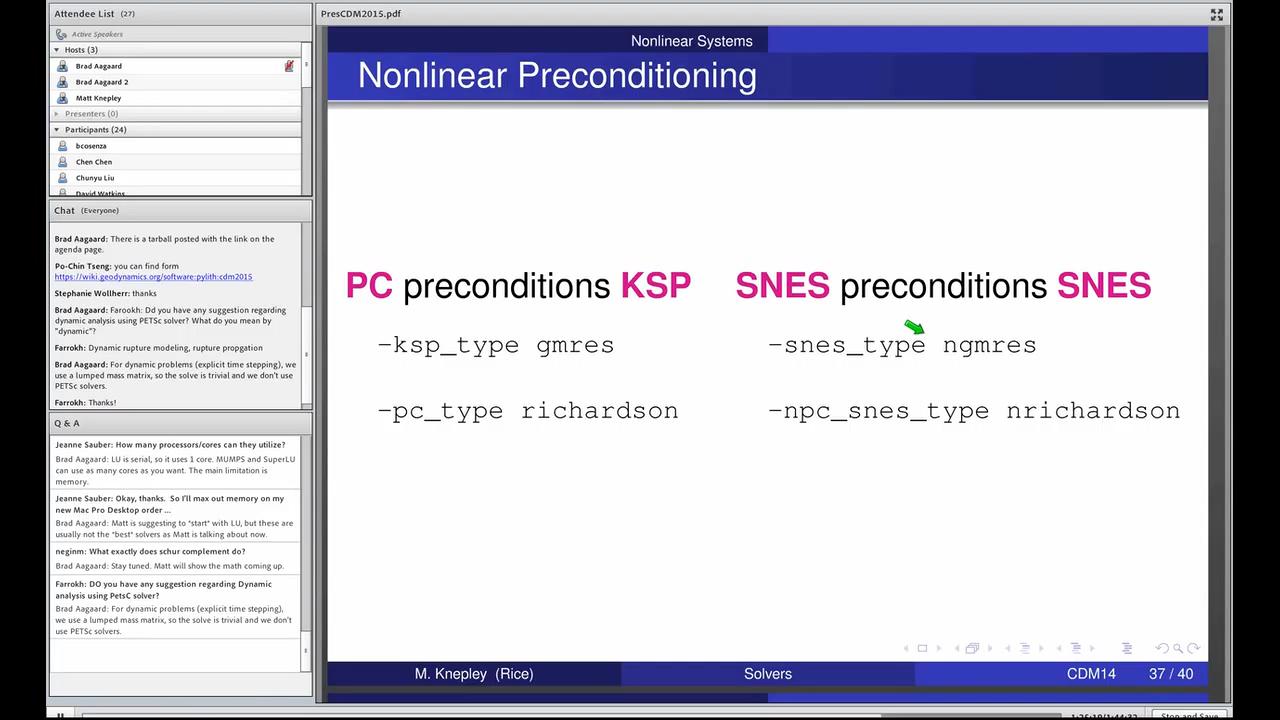 Attendee List (27)
Active Speakers
Hosts (3)
Brad Aagaard
Brad Aagaard 2
Matt Knepley
Presenters (0)
Participants (24)
bcosenza
Chen Chen
Chunyu Liu
David Watkins
Chat (Everyone)
Brad Aagaard: There is a tarball posted with the link on the
agenda page.
Po-Chin Tseng: you can find form
https://wiki.geodynamics.org/software:pylith:cdm2015
Stephanie Wollherr: thanks
Brad Aagaard: Farookh: Do you have any suggestion regarding
dynamic analysis using PETSc solver? What do you mean by
"dynamic"?
Farrokh: Dynamic rupture modeling, rupture propgation
Brad Aagaard: For dynamic problems (explicit time stepping), we
use a lumped mass matrix, so the solve is trivial and we don't use
PETSc solvers.
Farrokh: Thanks!
Q & A
Jeanne Sauber: How many processors/cores can they utilize?
Brad Aagaard: LU is serial, so it uses 1 core. MUMPS and SuperLU
can use as many cores as you want. The main limitation is
memory.
Jeanne Sauber: Okay, thanks. So I'll max out memory on my
new Mac Pro Desktop order ...
Brad Aagaard: Matt is suggesting to *start* with LU, but these are
usually not the *best* solvers as Matt is talking about now.
neginm: What exactly does schur complement do?
Brad Aagaard: Stay tuned. Matt will show the math coming up.
Farrokh: DO you have any suggestion regarding Dynamic
analysis using PetsC solver?
Brad Aagaard: For dynamic problems (explicit time stepping),
we use a lumped mass matrix, so the solve is trivial and we don't
use PETSc solvers.
PresCDM2015.pdf
Nonlinear Systems
Nonlinear Preconditioning
PC preconditions KSP
-ksp_type gmres
-pc_type richardson
SNES preconditions SNES
-snes_type ngmres
-npc_snes_type nrichardson
M. Knepley (Rice)
Solvers
CDM14
37 / 40
1:26:19/1:44:32
Stop and Save